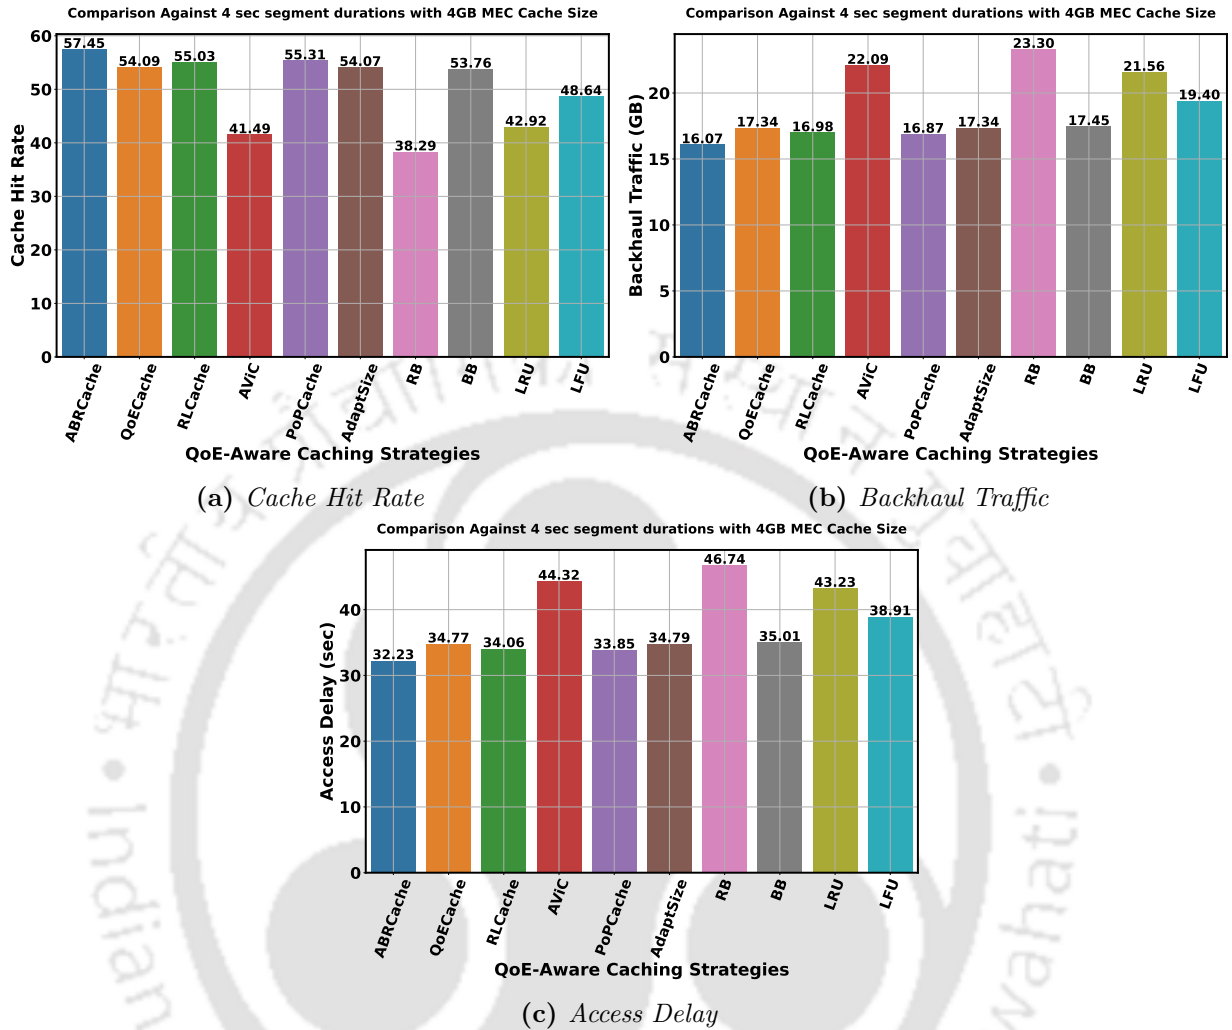 Comparison Against 4 sec segment durations with 4GB MEC Cache Size
Cache Hit Rate
60
50
40
30
20
10
0
57.45
54.09
55.03
41.49
55.31
54.07
38.29
53.76
42.92
48.64
ABRCache
QoECache
RLCache
AViC
PoPCache
AdaptSize
RB
BB
LRU
LFU
QoE-Aware Caching Strategies
(a) Cache Hit Rate
Comparison Against 4 sec segment durations with 4GB MEC Cache Size
Backhaul Traffic (GB)
20
15
10
5
0
16.07
17.34
16.98
22.09
16.87
17.34
23.30
17.45
21.56
19.40
ABRCache
QoECache
RLCache
AViC
PoPCache
AdaptSize
RB
BB
LRU
LFU
QoE-Aware Caching Strategies
(b) Backhaul Traffic
Comparison Against 4 sec segment durations with 4GB MEC Cache Size
Access Delay (sec)
40
30
20
10
0
32.23
34.77
34.06
44.32
33.85
34.79
46.74
35.01
43.23
38.91
ABRCache
QoECache
RLCache
AViC
PoPCache
AdaptSize
RB
BB
LRU
LFU
QoE-Aware Caching Strategies
(c) Access Delay
Indian
wahati